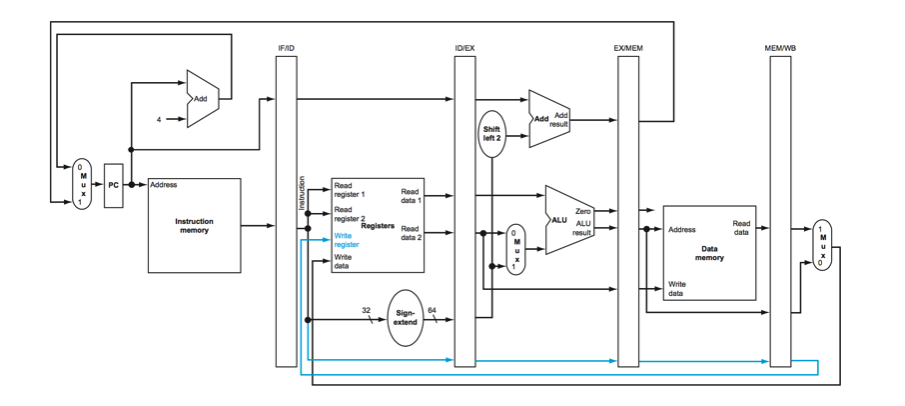 IF/ID
ID/EX
EX/MEM
MEM/WB
Add
4
Add
Add
result
Shift
left 2
0
M
u
x
1
PC
Address
Instruction
memory
Instruction
Read
register 1
Read
data 1
Read
register 2
Registers
Read
data 2
Write
register
Write
data
0
M
u
x
1
Zero
ALU
ALU
result
Address
Read
data
Data
memory
Write
data
1
M
u
x
0
32
Sign-
extend
64